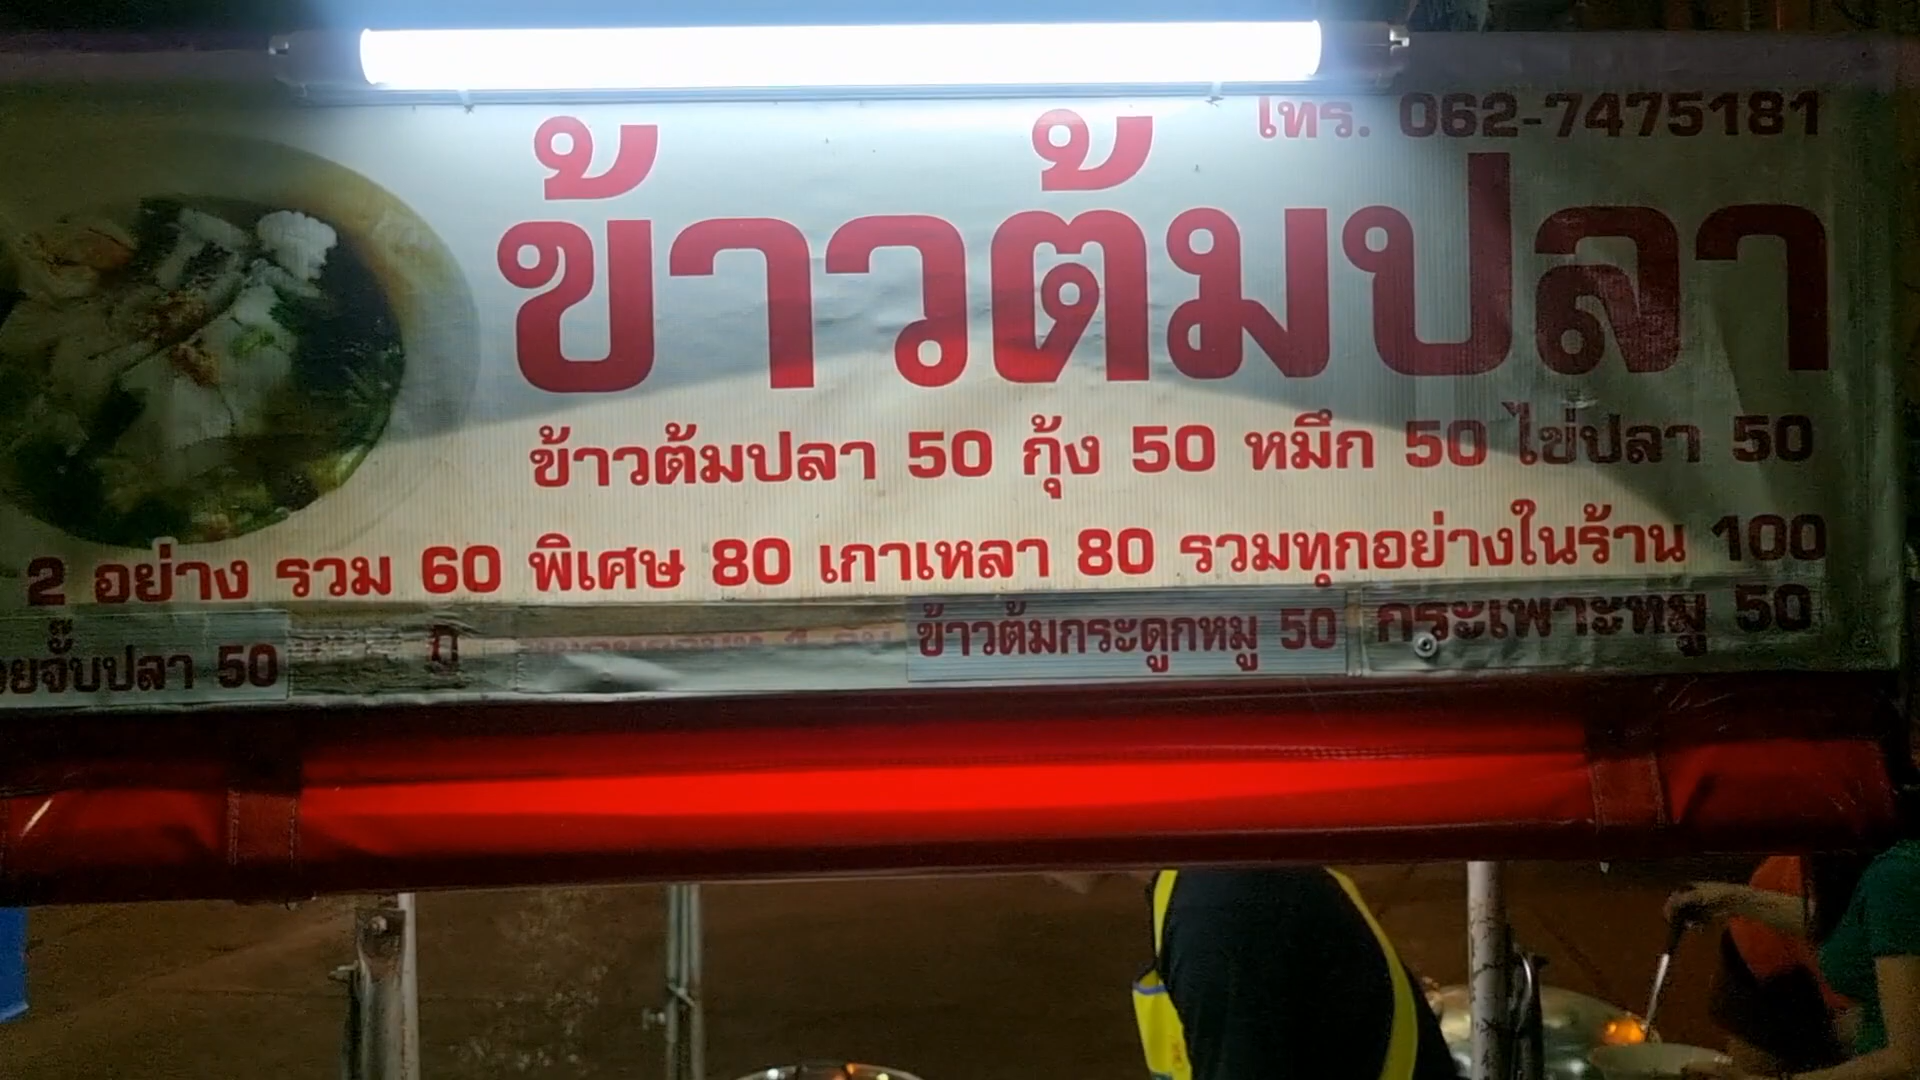 โทร. 062-7475181
ข้าวต้มปลา
ข้าวต้มปลา 50 กุ้ง 50 หมึก 50 ไข่ปลา 50
2 อย่าง รวม 60 พิเศษ 80 เกาเหลา 80 รวมทุกอย่างในร้าน 100
จั๊บปลา 50 ข้าวต้มกระดูกหมู 50 กระเพาะหมู 50